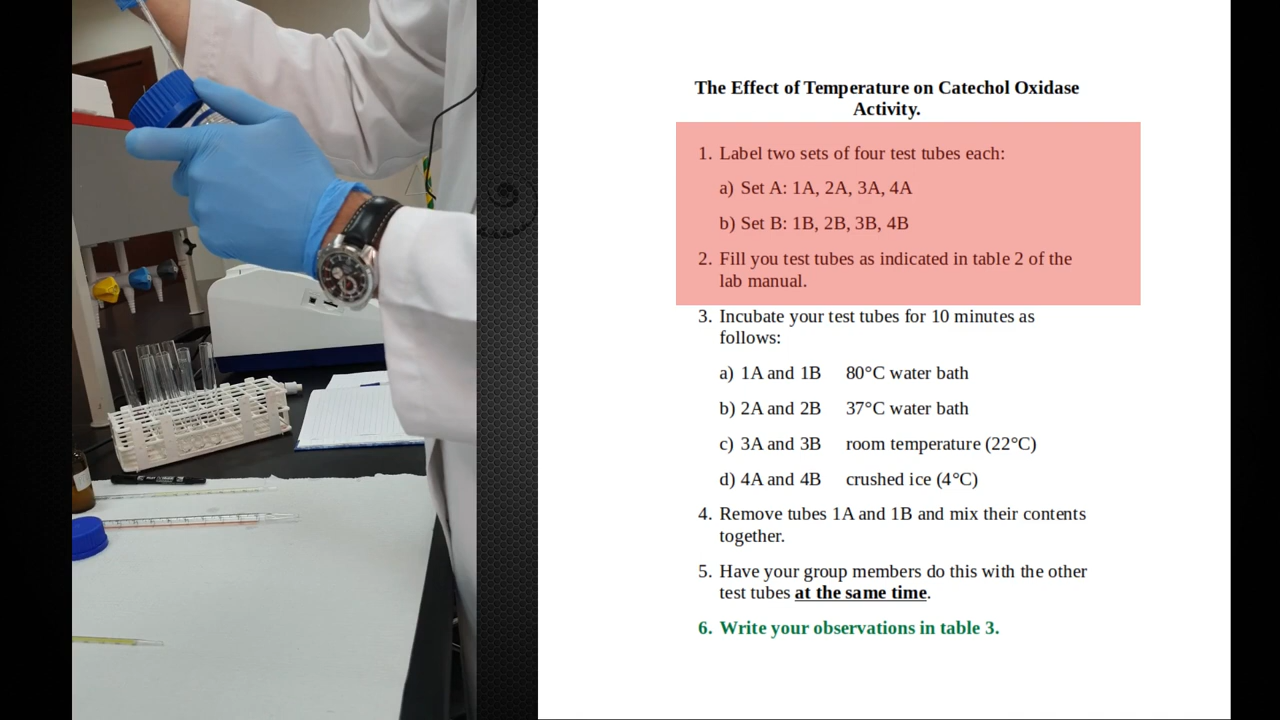 The Effect of Temperature on Catechol Oxidase
Activity.
1. Label two sets of four test tubes each:
a) Set A: 1A, 2A, 3A, 4A
b) Set B: 1B, 2B, 3B, 4B
2. Fill you test tubes as indicated in table 2 of the
lab manual.
3. Incubate your test tubes for 10 minutes as
follows:
a) 1A and 1B 80°C water bath
b) 2A and 2B 37°C water bath
c) 3A and 3B room temperature (22°C)
d) 4A and 4B crushed ice (4°C)
4. Remove tubes 1A and 1B and mix their contents
together.
5. Have your group members do this with the other
test tubes at the same time.
6. Write your observations in table 3.